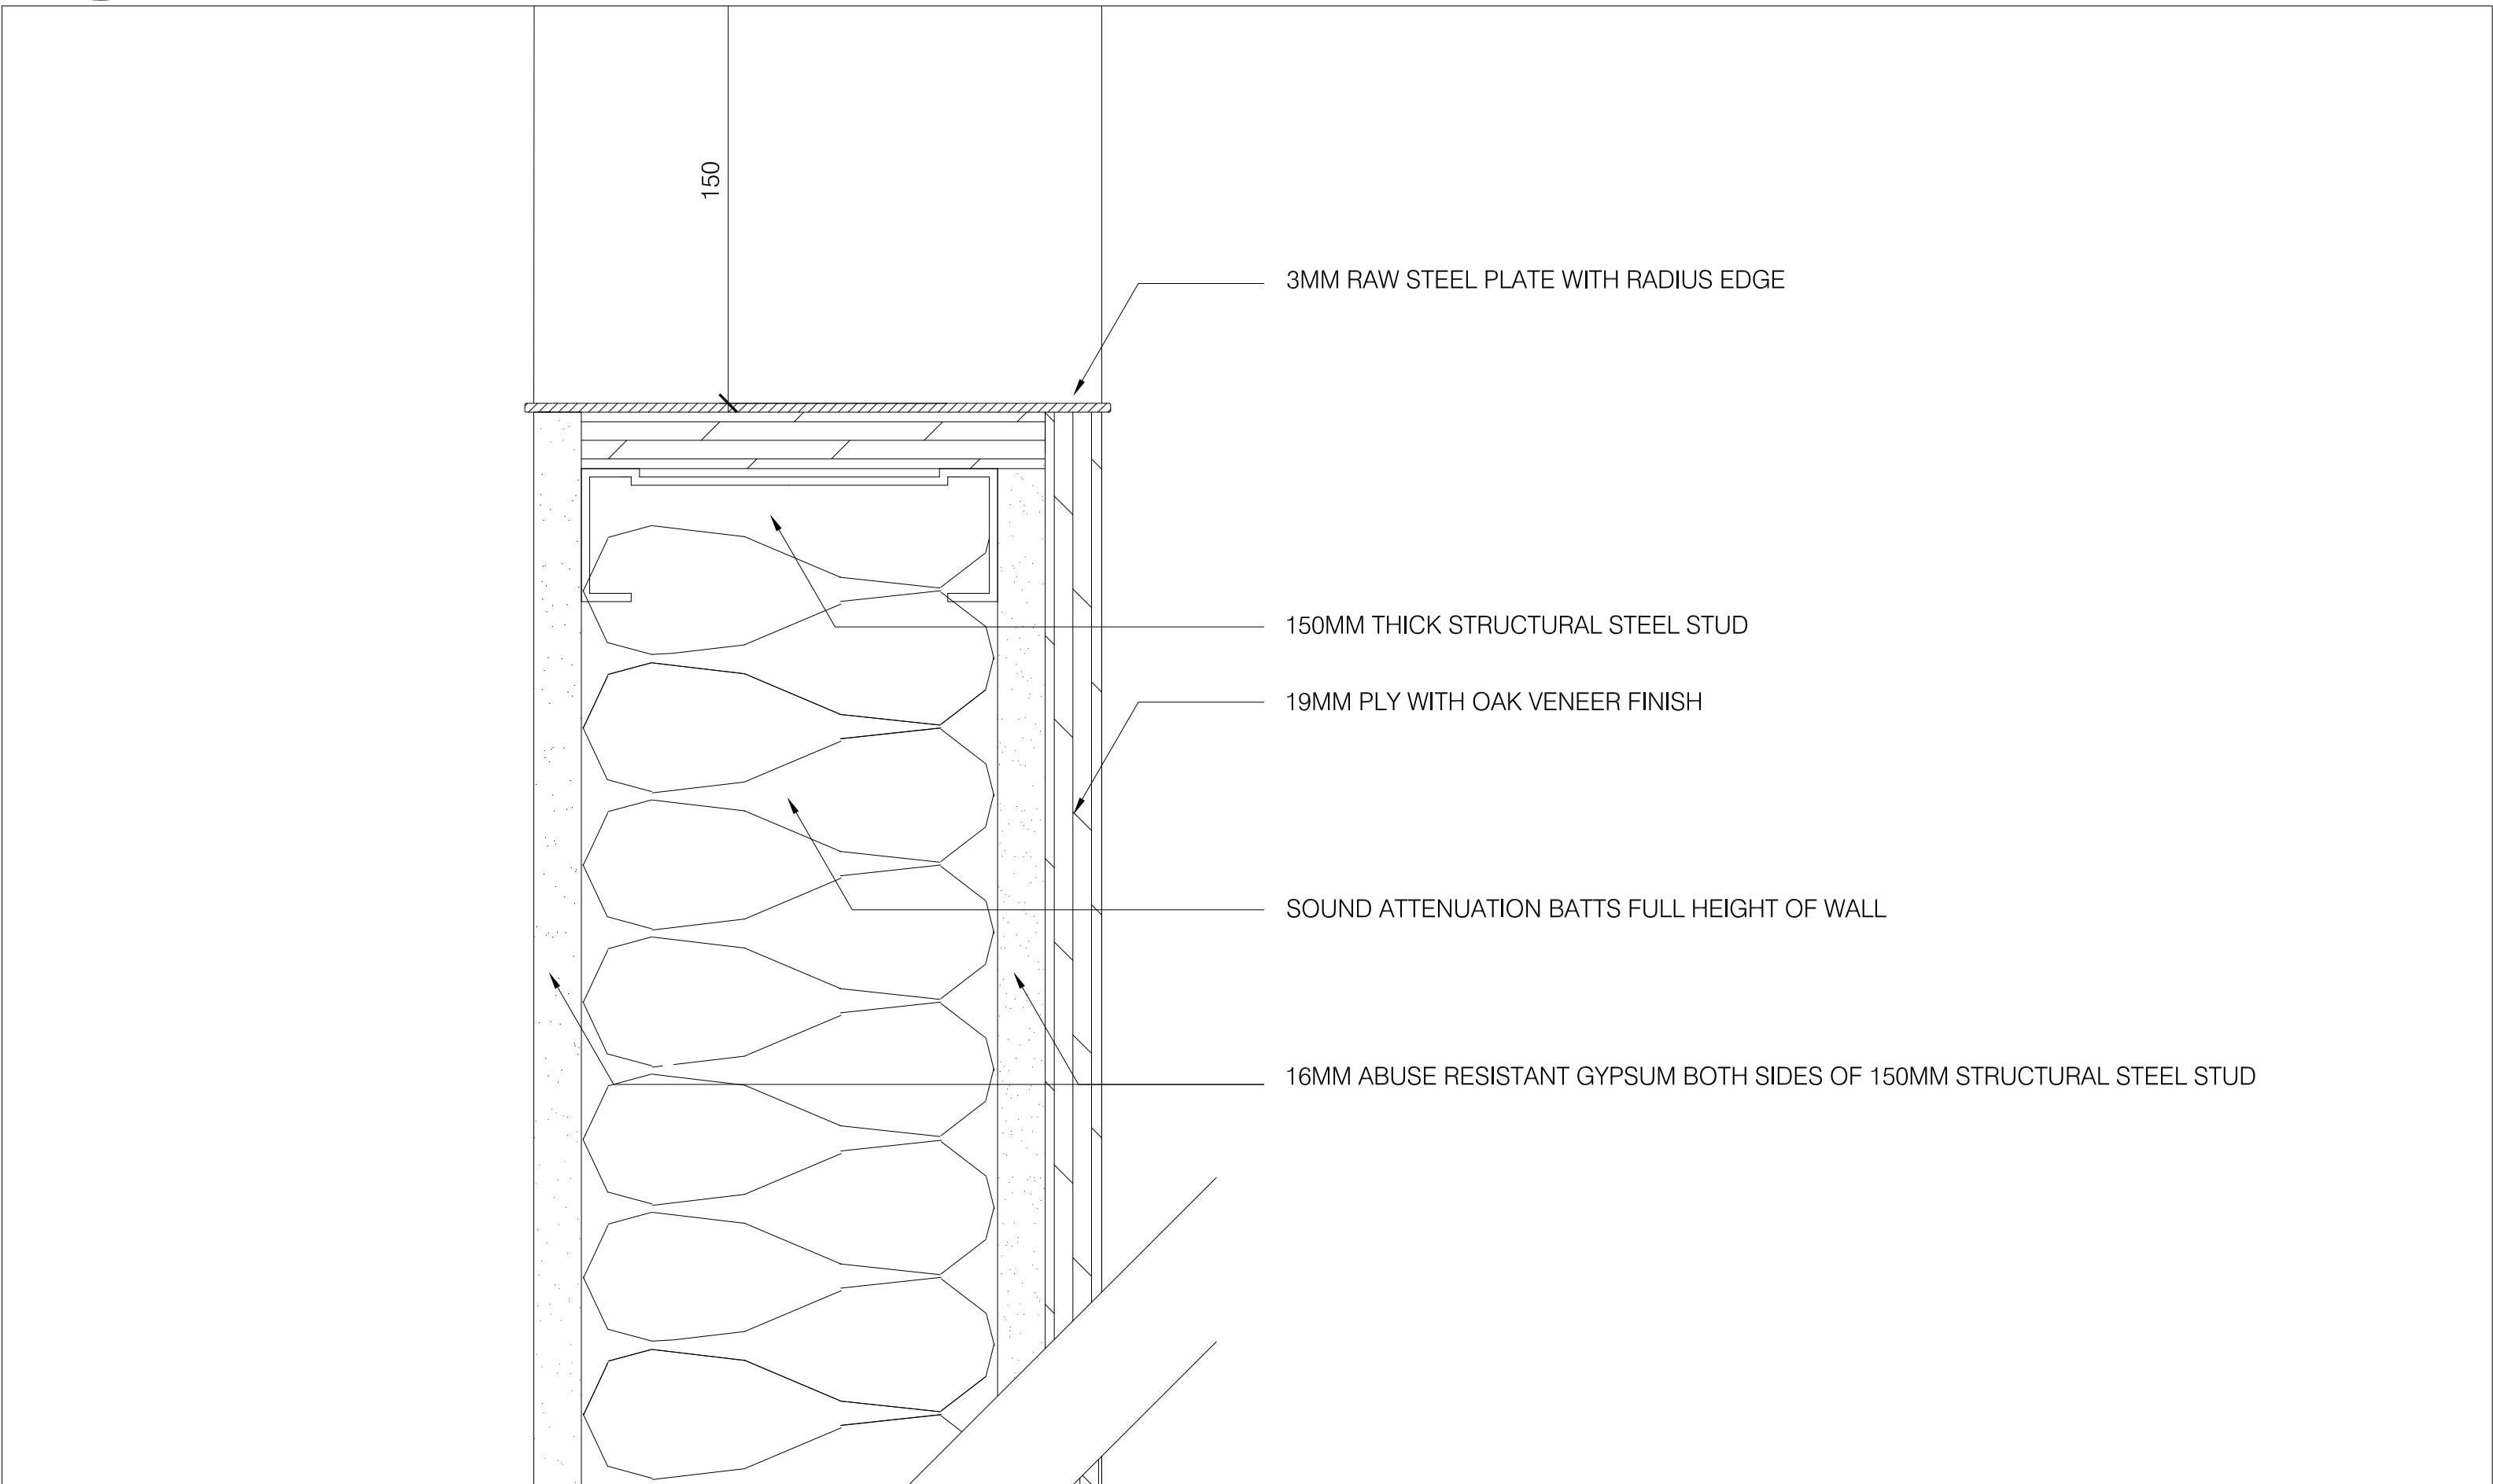 150
3MM RAW STEEL PLATE WITH RADIUS EDGE
150MM THICK STRUCTURAL STEEL STUD
19MM PLY WITH OAK VENEER FINISH
SOUND ATTENUATION BATTS FULL HEIGHT OF WALL
16MM ABUSE RESISTANT GYPSUM BOTH SIDES OF 150MM STRUCTURAL STEEL STUD